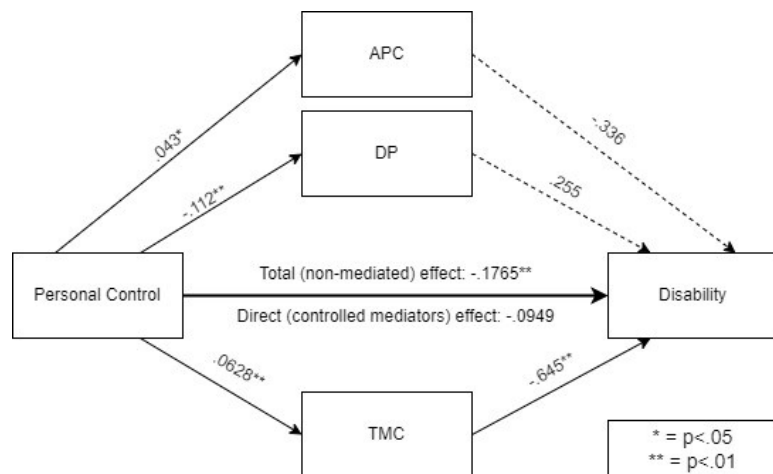 APC
.043*
-.336
DP
-.112**
.255
Personal Control
Total (non-mediated) effect: -.1765**
Direct (controlled mediators) effect: -.0949
Disability
.0628**
-.645**
TMC
* = p<.05
** = p<.01